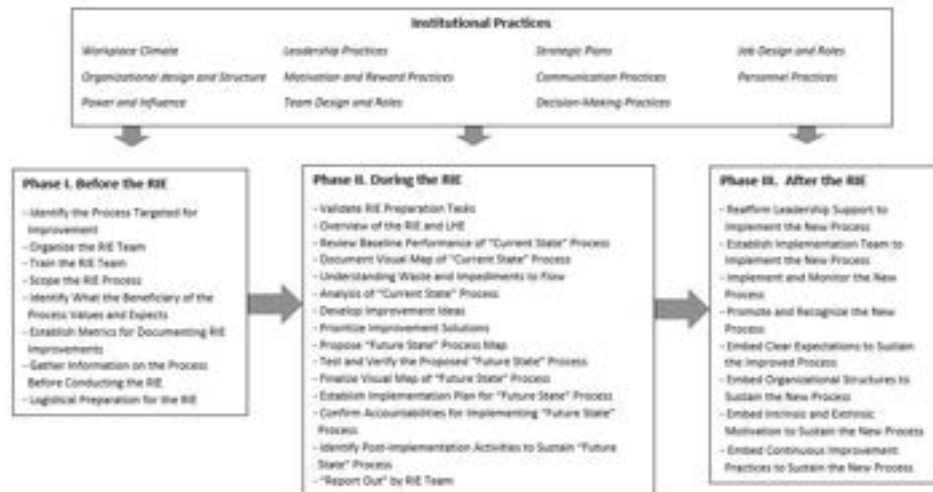 Institutional Practices
Workplace Climate
Leadership Practices
Strategic Plans
Job Design and Roles
Organizational design and Structure
Motivation and Reward Practices
Communication Practices
Personnel Practices
Power and Influence
Team Design and Roles
Decision-Making Practices
Phase I. Before the RIE
- Identify the Process Targeted for
Improvement
- Organize the RIE Team
- Train the RIE Team
- Scope the RIE Process
- Identify What the Beneficiary of the
Process Values and Expects
- Establish Metrics for Documenting RIE
Improvements
- Gather Information on the Process
Before Conducting the RIE
- Logistical Preparation for the RIE
Phase II. During the RIE
- Validate RIE Preparation Tasks
- Overview of the RIE and LHE
- Review Baseline Performance of "Current State" Process
- Document Visual Map of "Current State" Process
- Understanding Waste and Impediments to Flow
- Analysis of "Current State" Process
- Develop Improvement Ideas
- Prioritize Improvement Solutions
- Propose "Future State" Process Map
- Test and Verify the Proposed "Future State" Process
- Finalize Visual Map of "Future State" Process
- Establish Implementation Plan for "Future State" Process
- Confirm Accountabilities for Implementing "Future State"
Process
- Identify Post-Implementation Activities to Sustain "Future
State" Process
- "Report Out" by RIE Team
Phase III. After the RIE
- Reaffirm Leadership Support to
Implement the New Process
- Establish Implementation Team to
Implement the New Process
- Implement and Monitor the New
Process
- Promote and Recognize the New
Process
- Embed Clear Expectations to Sustain
the Improved Process
- Embed Organizational Structures to
Sustain the New Process
- Embed Intrinsic and Extrinsic
Motivation to Sustain the New Process
- Embed Continuous Improvement
Practices to Sustain the New Process